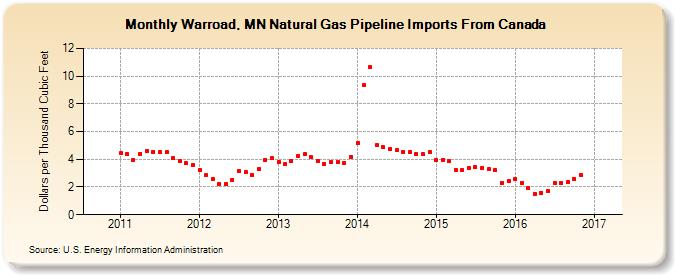 Monthly Warroad, MN Natural Gas Pipeline Imports From Canada
Dollars per Thousand Cubic Feet
12
10
8
6
4
2
0
2011 2012 2013 2014 2015 2016 2017
Source: U.S. Energy Information Administration